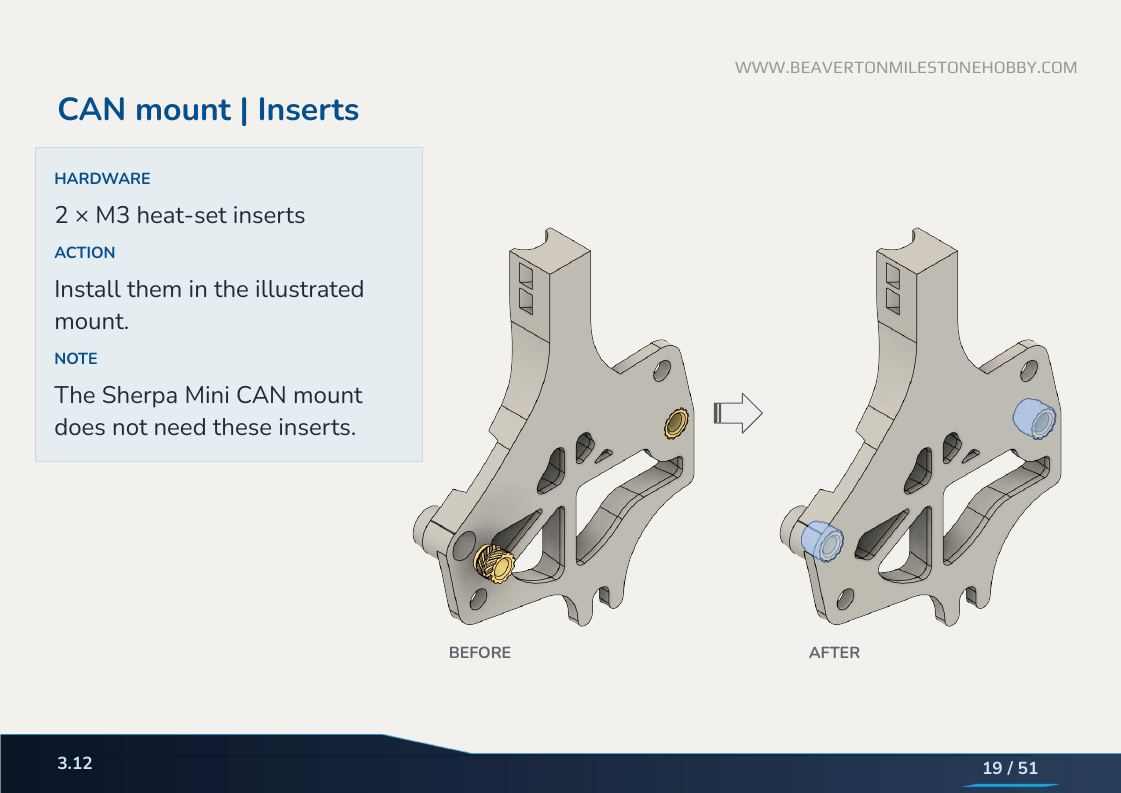 WWW.BEAVERTONMILESTONEHOBBY.COM
CAN mount | Inserts
HARDWARE
2 × M3 heat-set inserts
ACTION
Install them in the illustrated
mount.
NOTE
The Sherpa Mini CAN mount
does not need these inserts.
BEFORE
AFTER
3.12
19 / 51